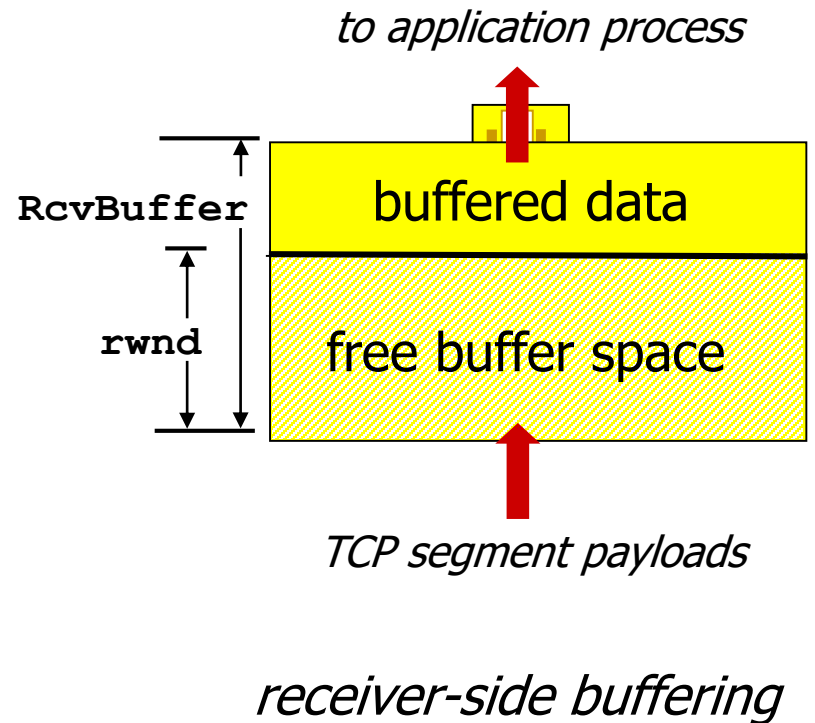 to application process
RcvBuffer
buffered data
rwnd
free buffer space
TCP segment payloads
receiver-side buffering